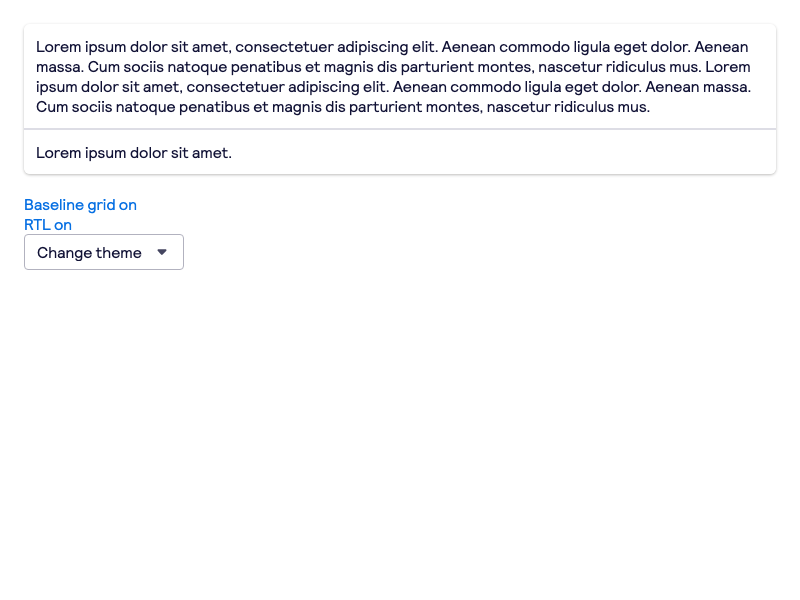 Lorem ipsum dolor sit amet, consectetuer adipiscing elit. Aenean commodo ligula eget dolor. Aenean
massa. Cum sociis natoque penatibus et magnis dis parturient montes, nascetur ridiculus mus. Lorem
ipsum dolor sit amet, consectetuer adipiscing elit. Aenean commodo ligula eget dolor. Aenean massa.
Cum sociis natoque penatibus et magnis dis parturient montes, nascetur ridiculus mus.
Lorem ipsum dolor sit amet.
Baseline grid on
RTL on
Change theme